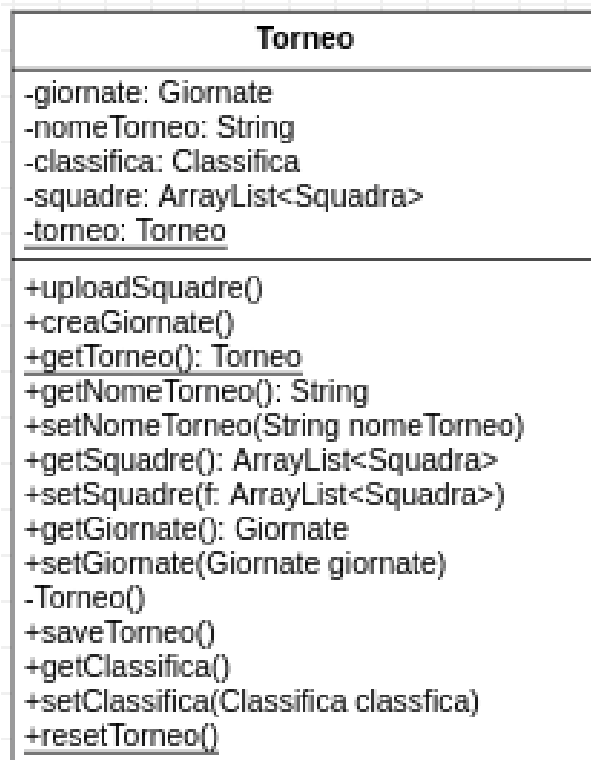 Torneo
-giornate: Giornate
-nomeTorneo: String
-classifica: Classifica
-squadre: ArrayList<Squadra>
-torneo: Torneo
+uploadSquadre()
+creaGiornate()
+getTorneo(): Torneo
+getNomeTorneo(): String
+setNomeTorneo(String nomeTorneo)
+getSquadre(): ArrayList<Squadra>
+setSquadre(f: ArrayList<Squadra>)
+getGiornate(): Giornate
+setGiornate(Giornate giornate)
-Torneo()
+saveTorneo()
+getClassifica()
+setClassifica(Classifica classfica)
+resetTorneo()